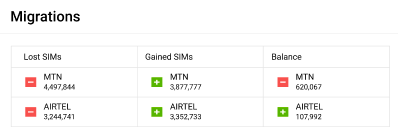 Migrations
Lost SIMs Gained SIMs Balance
MTN MTN MTN
4,497,844 3,877,777 620,067
AIRTEL AIRTEL AIRTEL
3,244,741 3,352,733 107,992